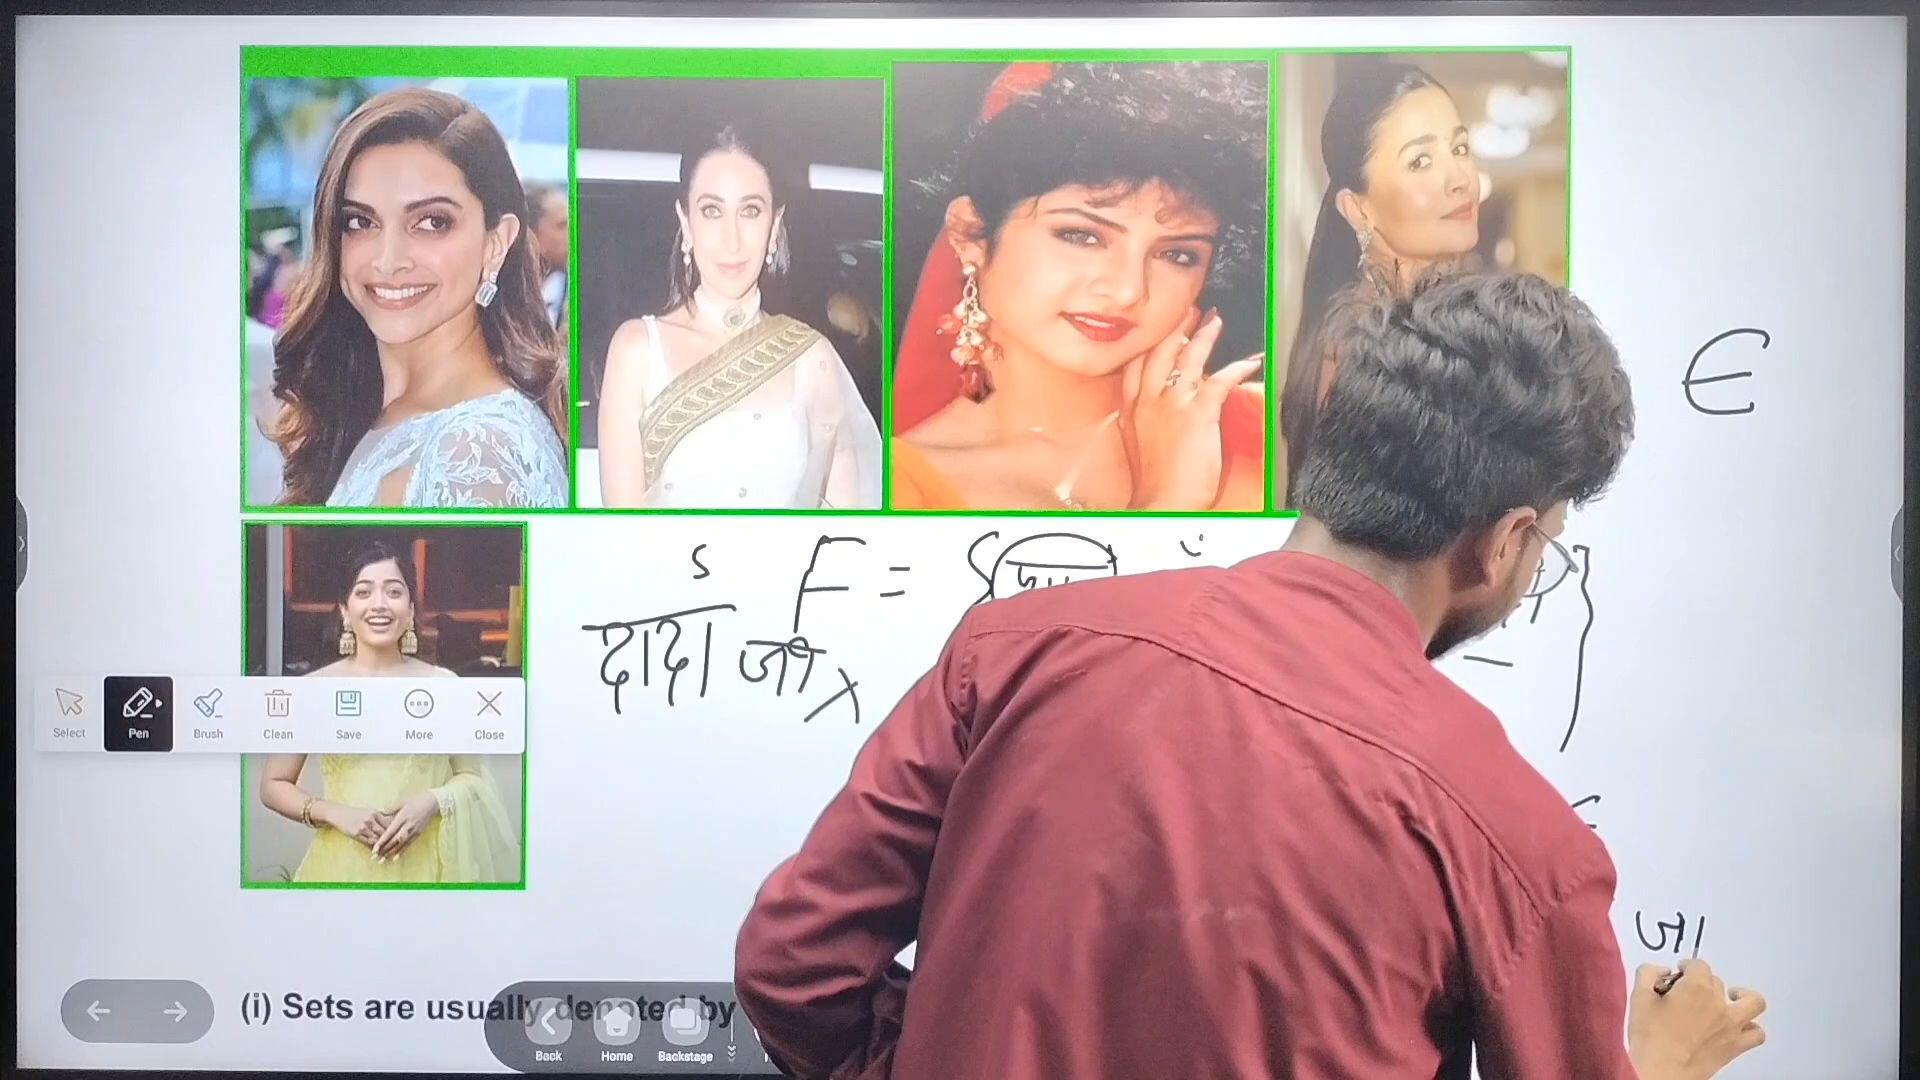 ∈
S
F = {
दादा जी x
}
जा
Select Pen Brush Clean Save More Close
(i) Sets are usually denoted by
Back Home Backstage